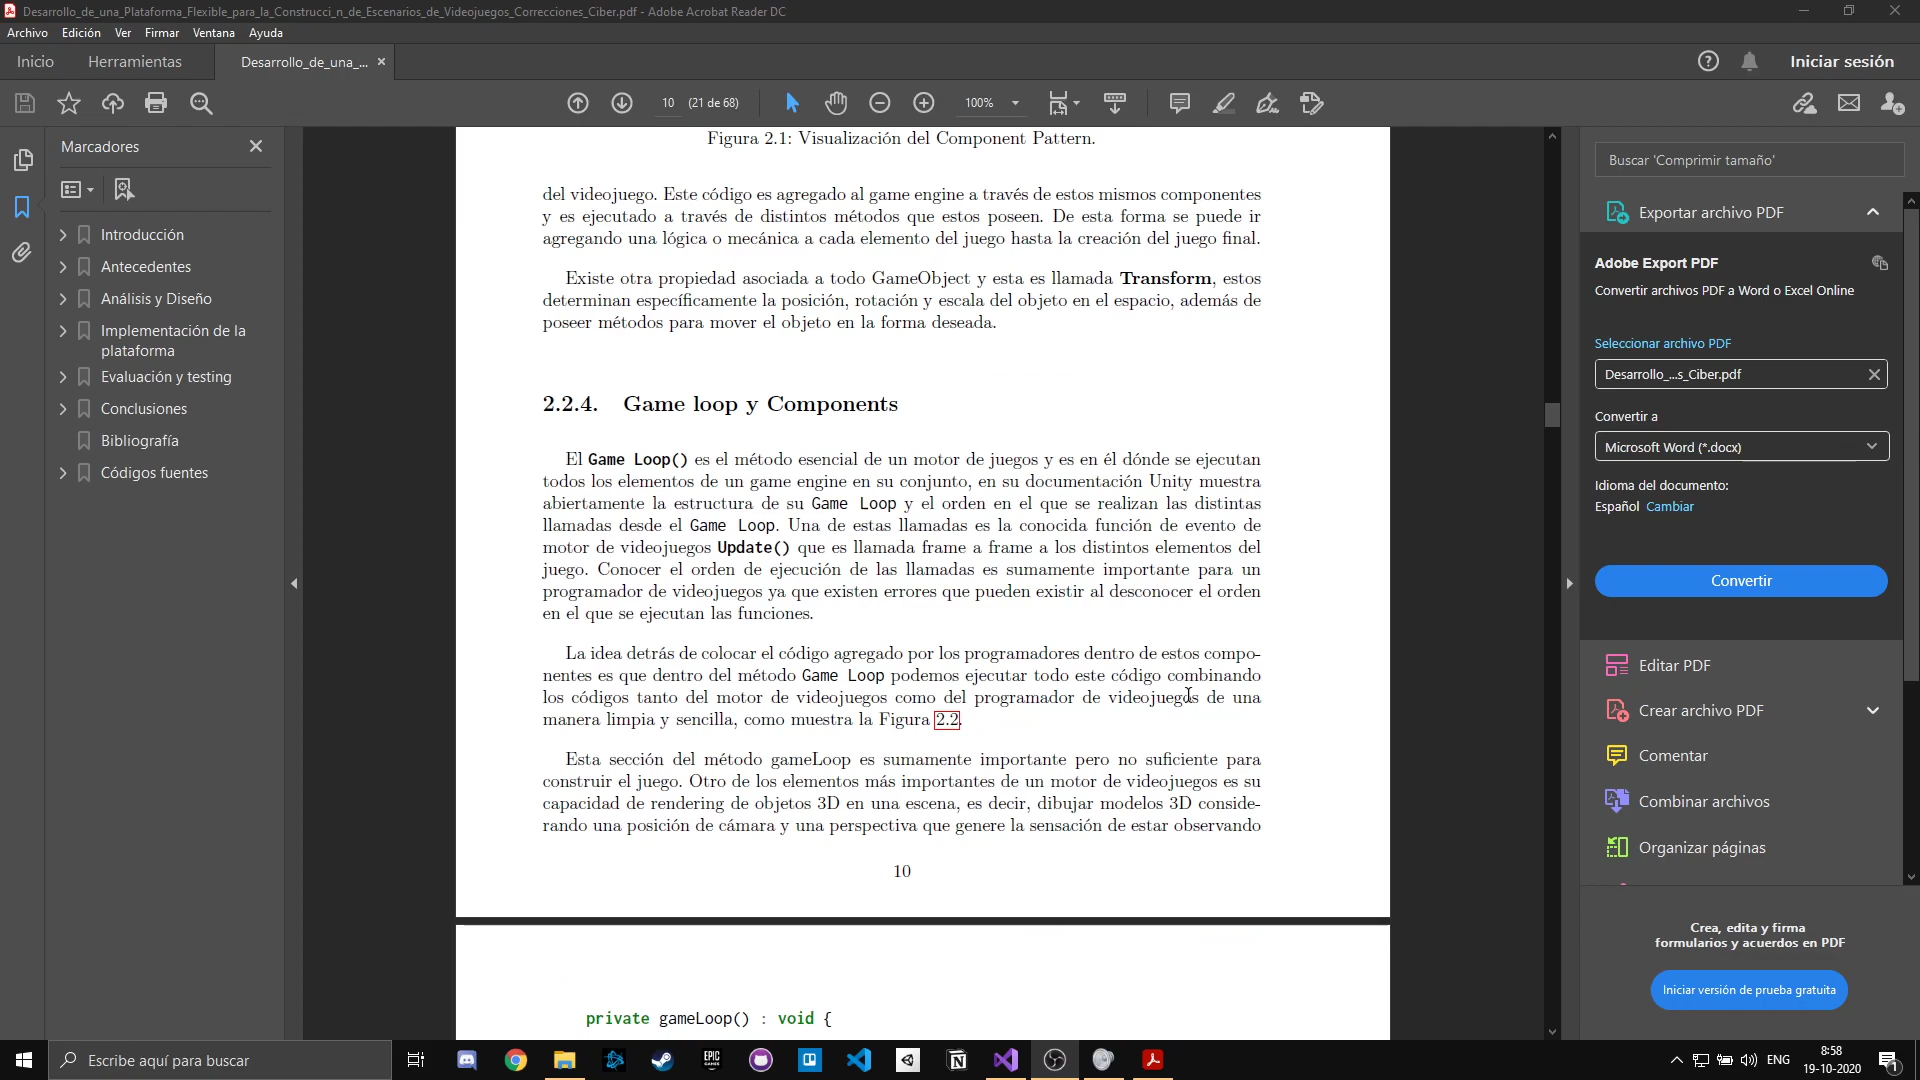 Desarrollo_de_una_Plataforma_Flexible_para_la_Construcci_n_de_Escenarios_de_Videojuegos_Correcciones_Ciber.pdf - Adobe Acrobat Reader DC
Archivo Edición Ver Firmar Ventana Ayuda
Inicio Herramientas Desarrollo_de_una_... Iniciar sesión
10 (21 de 68) 100%
Marcadores
Introducción
Antecedentes
Análisis y Diseño
Implementación de la
plataforma
Evaluación y testing
Conclusiones
Bibliografía
Códigos fuentes
Figura 2.1: Visualización del Component Pattern.
del videojuego. Este código es agregado al game engine a través de estos mismos componentes
y es ejecutado a través de distintos métodos que estos poseen. De esta forma se puede ir
agregando una lógica o mecánica a cada elemento del juego hasta la creación del juego final.
Existe otra propiedad asociada a todo GameObject y esta es llamada Transform, estos
determinan específicamente la posición, rotación y escala del objeto en el espacio, además de
poseer métodos para mover el objeto en la forma deseada.
2.2.4. Game loop y Components
El Game Loop() es el método esencial de un motor de juegos y es en él dónde se ejecutan
todos los elementos de un game engine en su conjunto, en su documentación Unity muestra
abiertamente la estructura de su Game Loop y el orden en el que se realizan las distintas
llamadas desde el Game Loop. Una de estas llamadas es la conocida función de evento de
motor de videojuegos Update() que es llamada frame a frame a los distintos elementos del
juego. Conocer el orden de ejecución de las llamadas es sumamente importante para un
programador de videojuegos ya que existen errores que pueden existir al desconocer el orden
en el que se ejecutan las funciones.
La idea detrás de colocar el código agregado por los programadores dentro de estos compo-
nentes es que dentro del método Game Loop podemos ejecutar todo este código combinando
los códigos tanto del motor de videojuegos como del programador de videojuegos de una
manera limpia y sencilla, como muestra la Figura 2.2.
Esta sección del método gameLoop es sumamente importante pero no suficiente para
construir el juego. Otro de los elementos más importantes de un motor de videojuegos es su
capacidad de rendering de objetos 3D en una escena, es decir, dibujar modelos 3D conside-
rando una posición de cámara y una perspectiva que genere la sensación de estar observando
10
private gameLoop() : void {
Buscar 'Comprimir tamaño'
Exportar archivo PDF
Adobe Export PDF
Convertir archivos PDF a Word o Excel Online
Seleccionar archivo PDF
Desarrollo_...s_Ciber.pdf
Convertir a
Microsoft Word (*.docx)
Idioma del documento:
Español Cambiar
Convertir
Editar PDF
Crear archivo PDF
Comentar
Combinar archivos
Organizar páginas
Crea, edita y firma
formularios y acuerdos en PDF
Iniciar versión de prueba gratuita
Escribe aquí para buscar
EPIC GAMES
ENG
8:58
19-10-2020
1